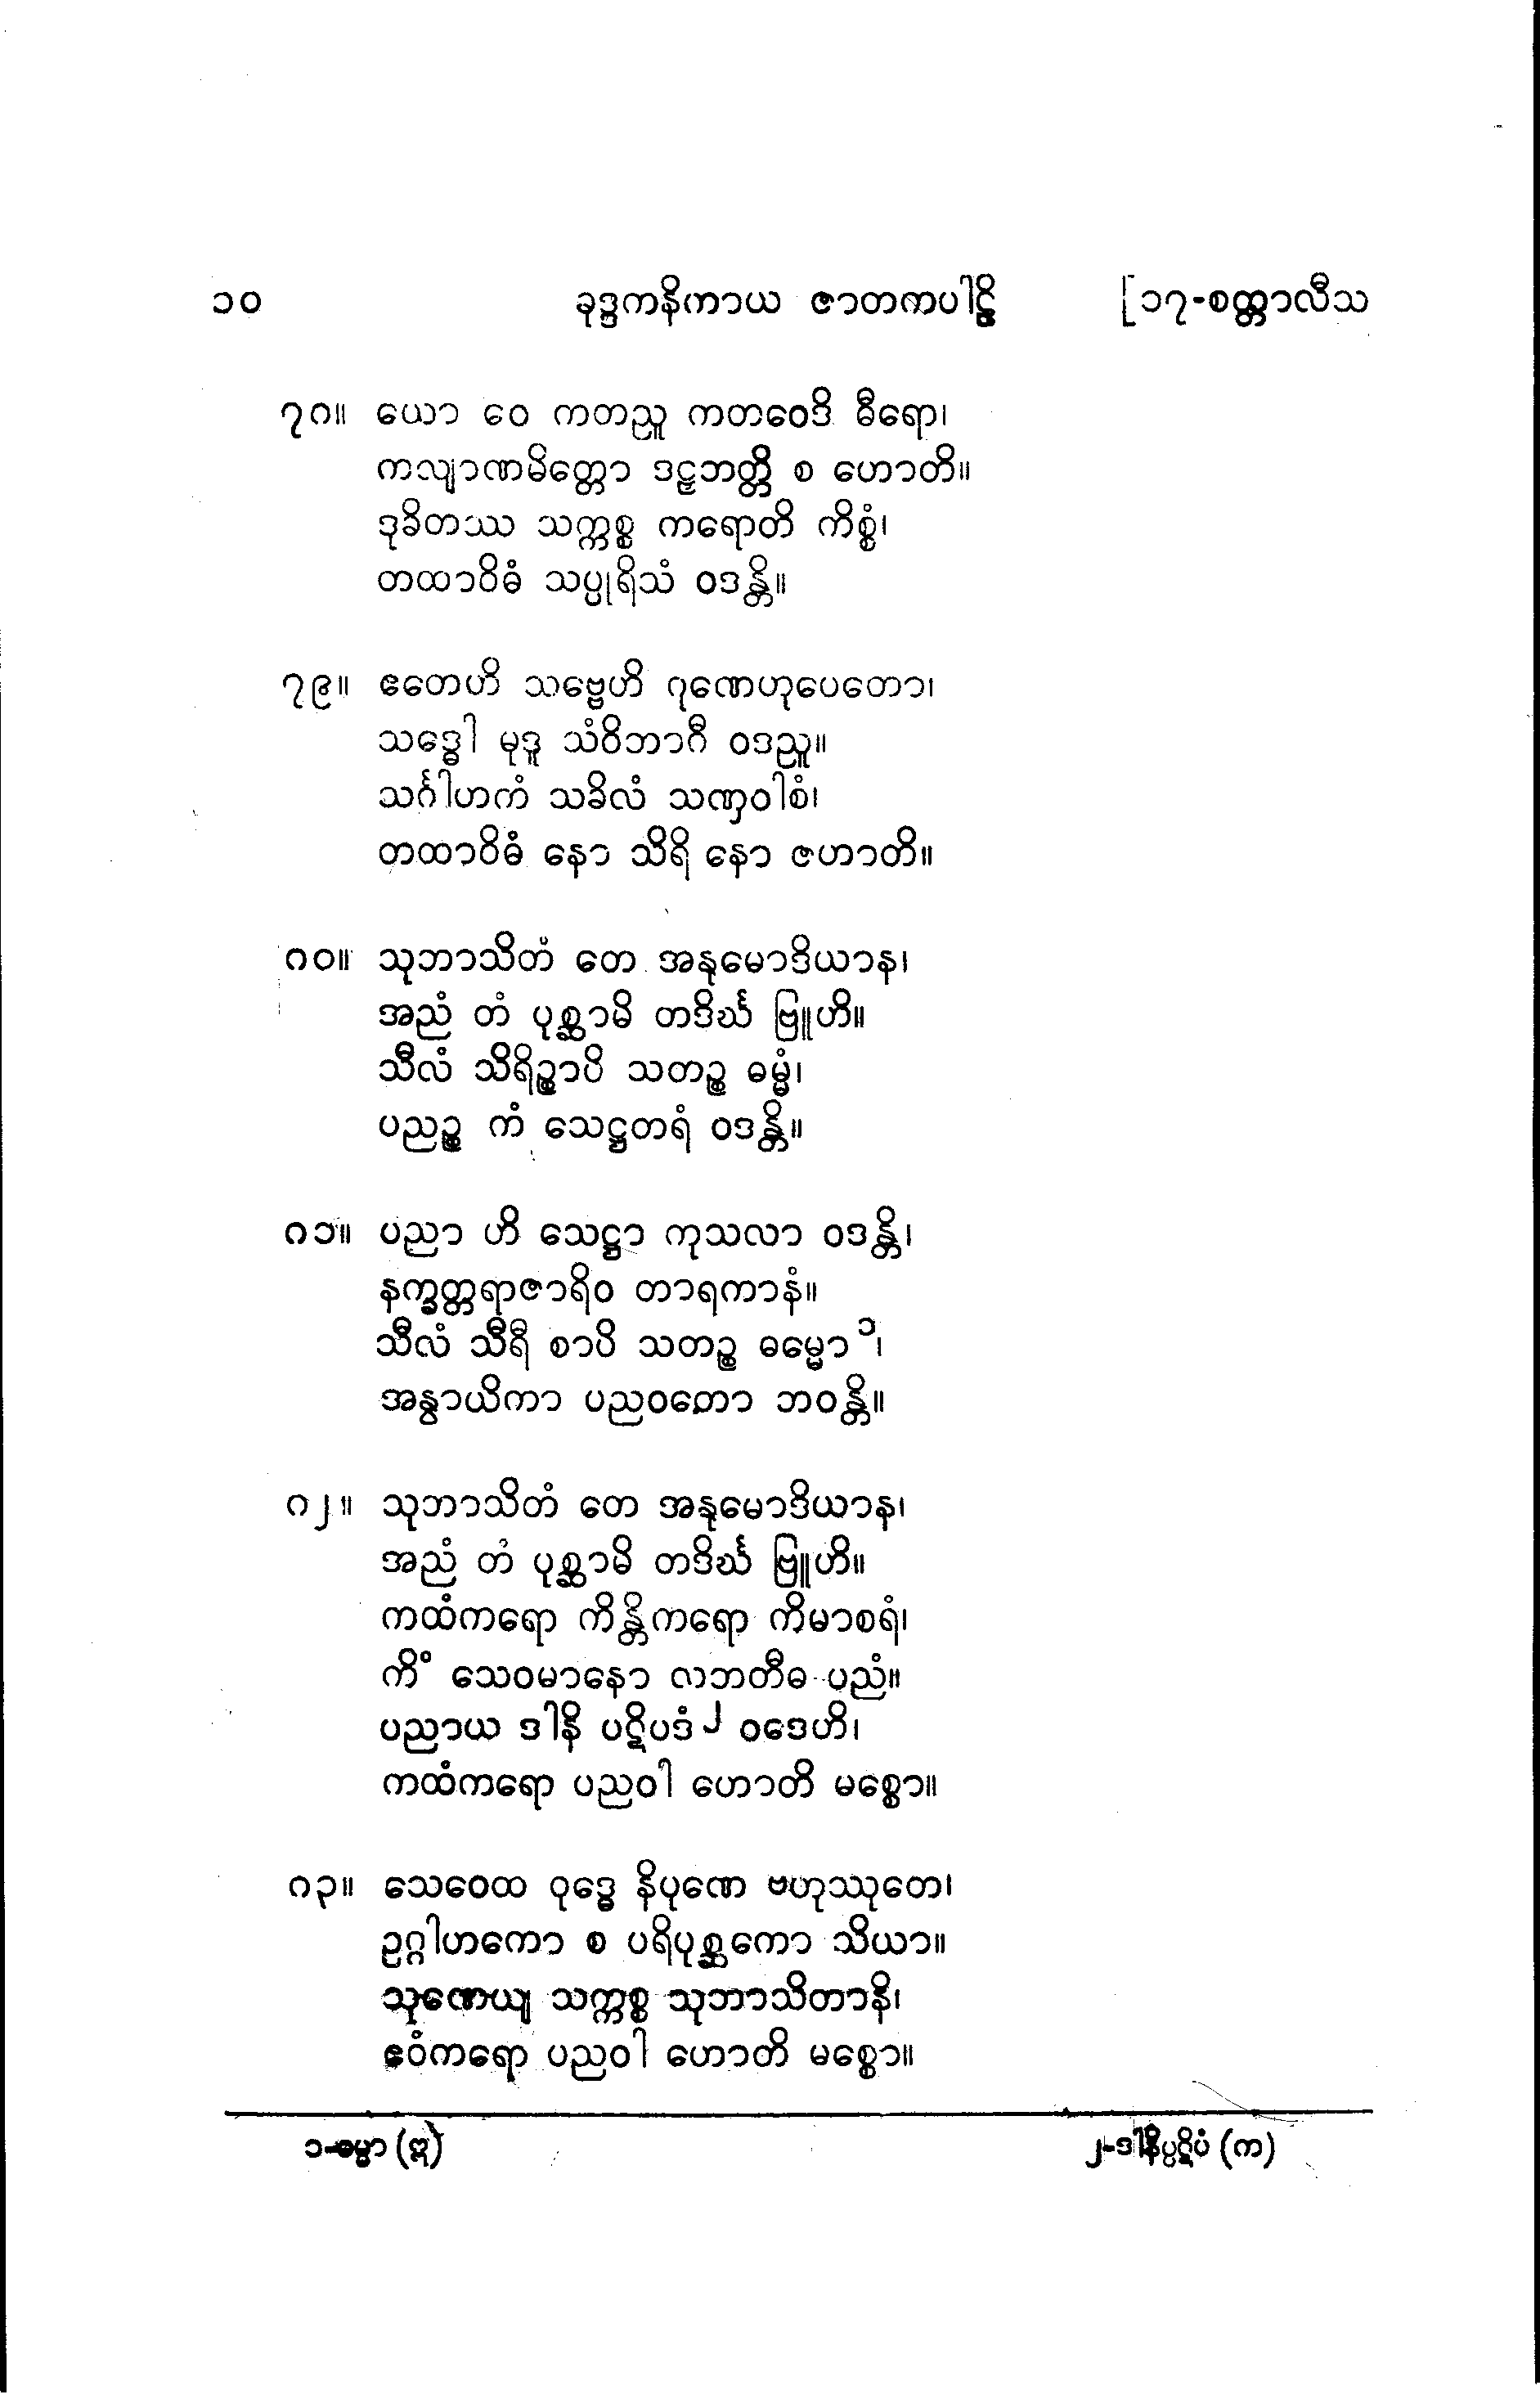 ၁၀ ခုဒ္ဒကနိကာယ ဇာတကပါဠိ [၁၇-စတ္တာလီသ
၇၈။ ယော ဝေ ကတညူ ကတဝေဒိ ဓီရော၊
ကလျာဏမိတ္တော ဒဠှဘတ္တိ စ ဟောတိ။
ဒုခိတဿ သက္ကစ္စ ကရောတိ ကိစ္စံ၊
တထာဝိဓံ သပ္ပုရိသံ ဝဒန္တိ။
၇၉။ ဧတေဟိ သဗ္ဗေဟိ ဂုဏေဟုပေတော၊
သဒ္ဓေါ မုဒူ သံဝိဘာဂီ ဝဒညူ။
သင်္ဂါဟကံ သခိလံ သဏှဝါစံ၊
တထာဝိဓံ နော သိရိ နော ဇဟာတိ။
၈၀။ သုဘာသိတံ တေ အနုမောဒိယာန၊
အညံ တံ ပုစ္ဆာမိ တဒိင်္ဃ ဗြူဟိ။
သီလံ သိရိဉ္စာပိ သတဉ္စ ဓမ္မံ၊
ပညဉ္စ ကံ သေဋ္ဌတရံ ဝဒန္တိ။
၈၁။ ပညာ ဟိ သေဋ္ဌာ ကုသလာ ဝဒန္တိ၊
နက္ခတ္တရာဇာရိဝ တာရကာနံ။
သီလံ သီရီ စာပိ သတဉ္စ ဓမ္မော ၁၊
အနွာယိကာ ပညဝတော ဘဝန္တိ။
၈၂။ သုဘာသိတံ တေ အနုမောဒိယာန၊
အညံ တံ ပုစ္ဆာမိ တဒိင်္ဃ ဗြူဟိ။
ကထံကရော ကိန္တိကရော ကိမာစရံ၊
ကိံ သေဝမာနော လဘတီဓ ပညံ။
ပညာယ ဒါနိ ပဋိပဒံ ၂ ဝဒေဟိ၊
ကထံကရော ပညဝါ ဟောတိ မစ္စော။
၈၃။ သေဝေထ ဝုဒ္ဓေ နိပုဏေ ဗဟုဿုတေ၊
ဥဂ္ဂါဟကော စ ပရိပုစ္ဆကော သိယာ။
သုဏေယျ သက္ကစ္စ သုဘာသိတာနိ၊
ဧဝံကရော ပညဝါ ဟောတိ မစ္စော။
၁-ဓမ္မာ (ဣ) ၂-ဒါနိပ္ပဋိပံ (က)